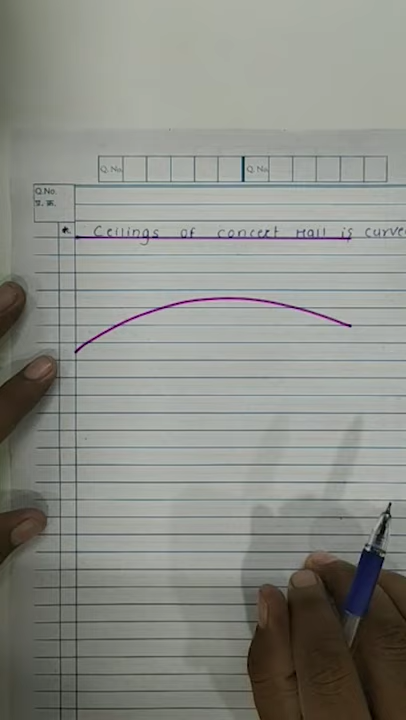 Q.No. Q.No.
Q.No.
प्र. क्र.
* Ceilings of concert Hall is curve